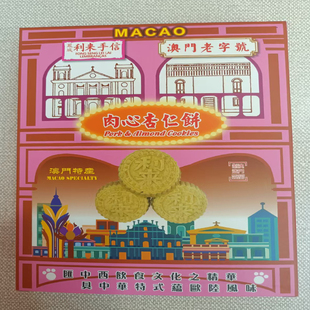 MACAO
利來手信
澳門老字號
肉心杏仁餅
Pork & Almond Cookies
澳門特產
MACAO SPECIALTY
匯中西飲食文化之精華
具中華特式蘊歐陸風味